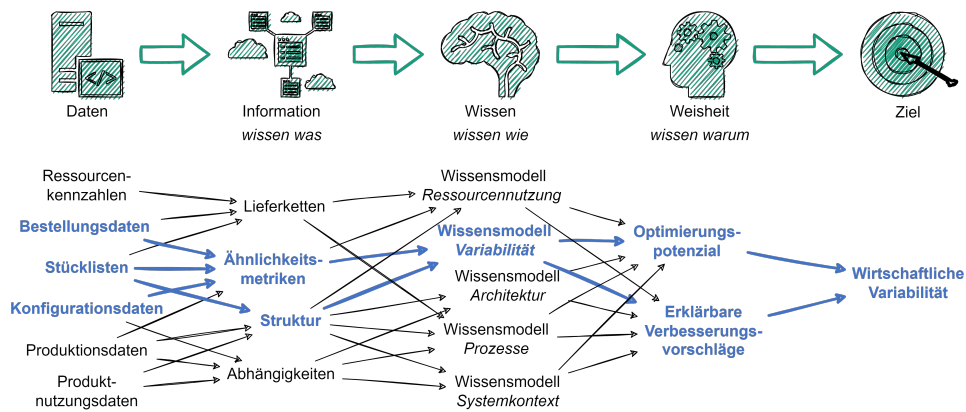 </>
Daten
Information
wissen was
Wissen
wissen wie
Weisheit
wissen warum
Ziel
Ressourcen-
kennzahlen
Bestellungsdaten
Stücklisten
Konfigurationsdaten
Produktionsdaten
Produkt-
nutzungsdaten
Lieferketten
Ähnlichkeits-
metriken
Struktur
Abhängigkeiten
Wissensmodell
Ressourcennutzung
Wissensmodell
Variabilität
Wissensmodell
Architektur
Wissensmodell
Prozesse
Wissensmodell
Systemkontext
Optimierungs-
potenzial
Erklärbare
Verbesserungs-
vorschläge
Wirtschaftliche
Variabilität